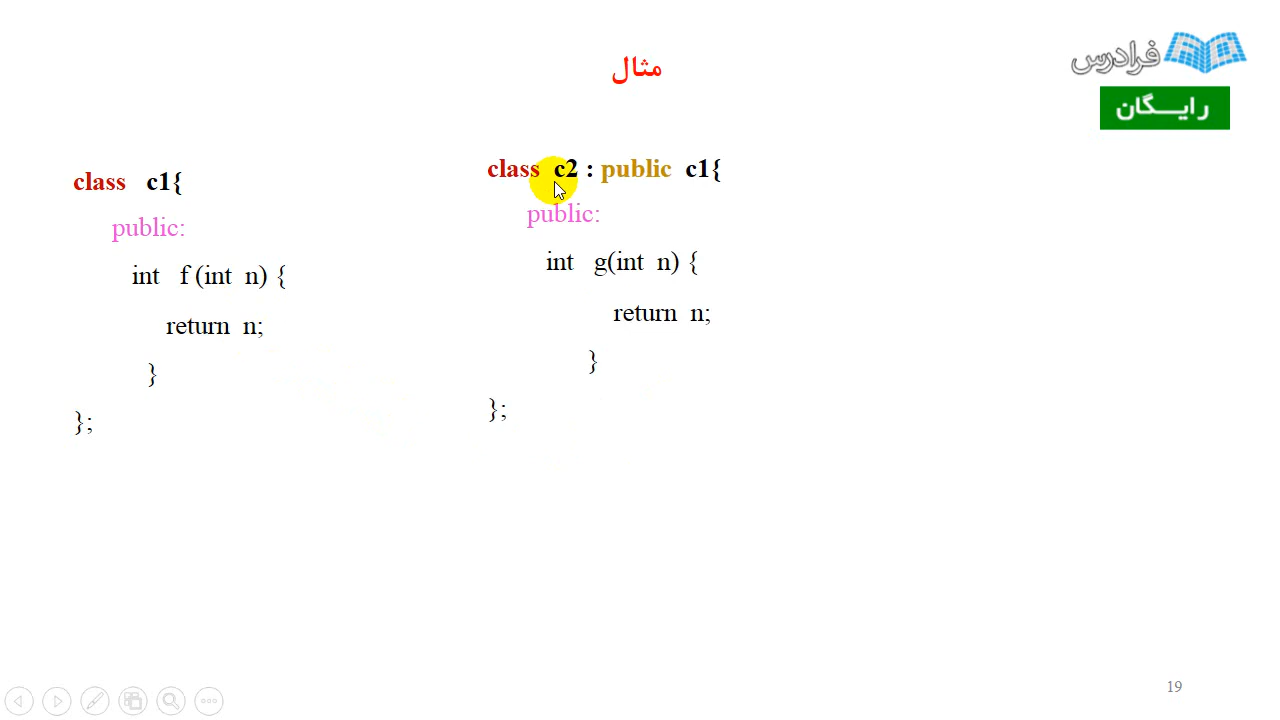 مثال
فرادرس
رایگان
class c1{
public:
int f (int n) {
return n;
}
};
class c2 : public c1{
public:
int g(int n) {
return n;
}
};
19